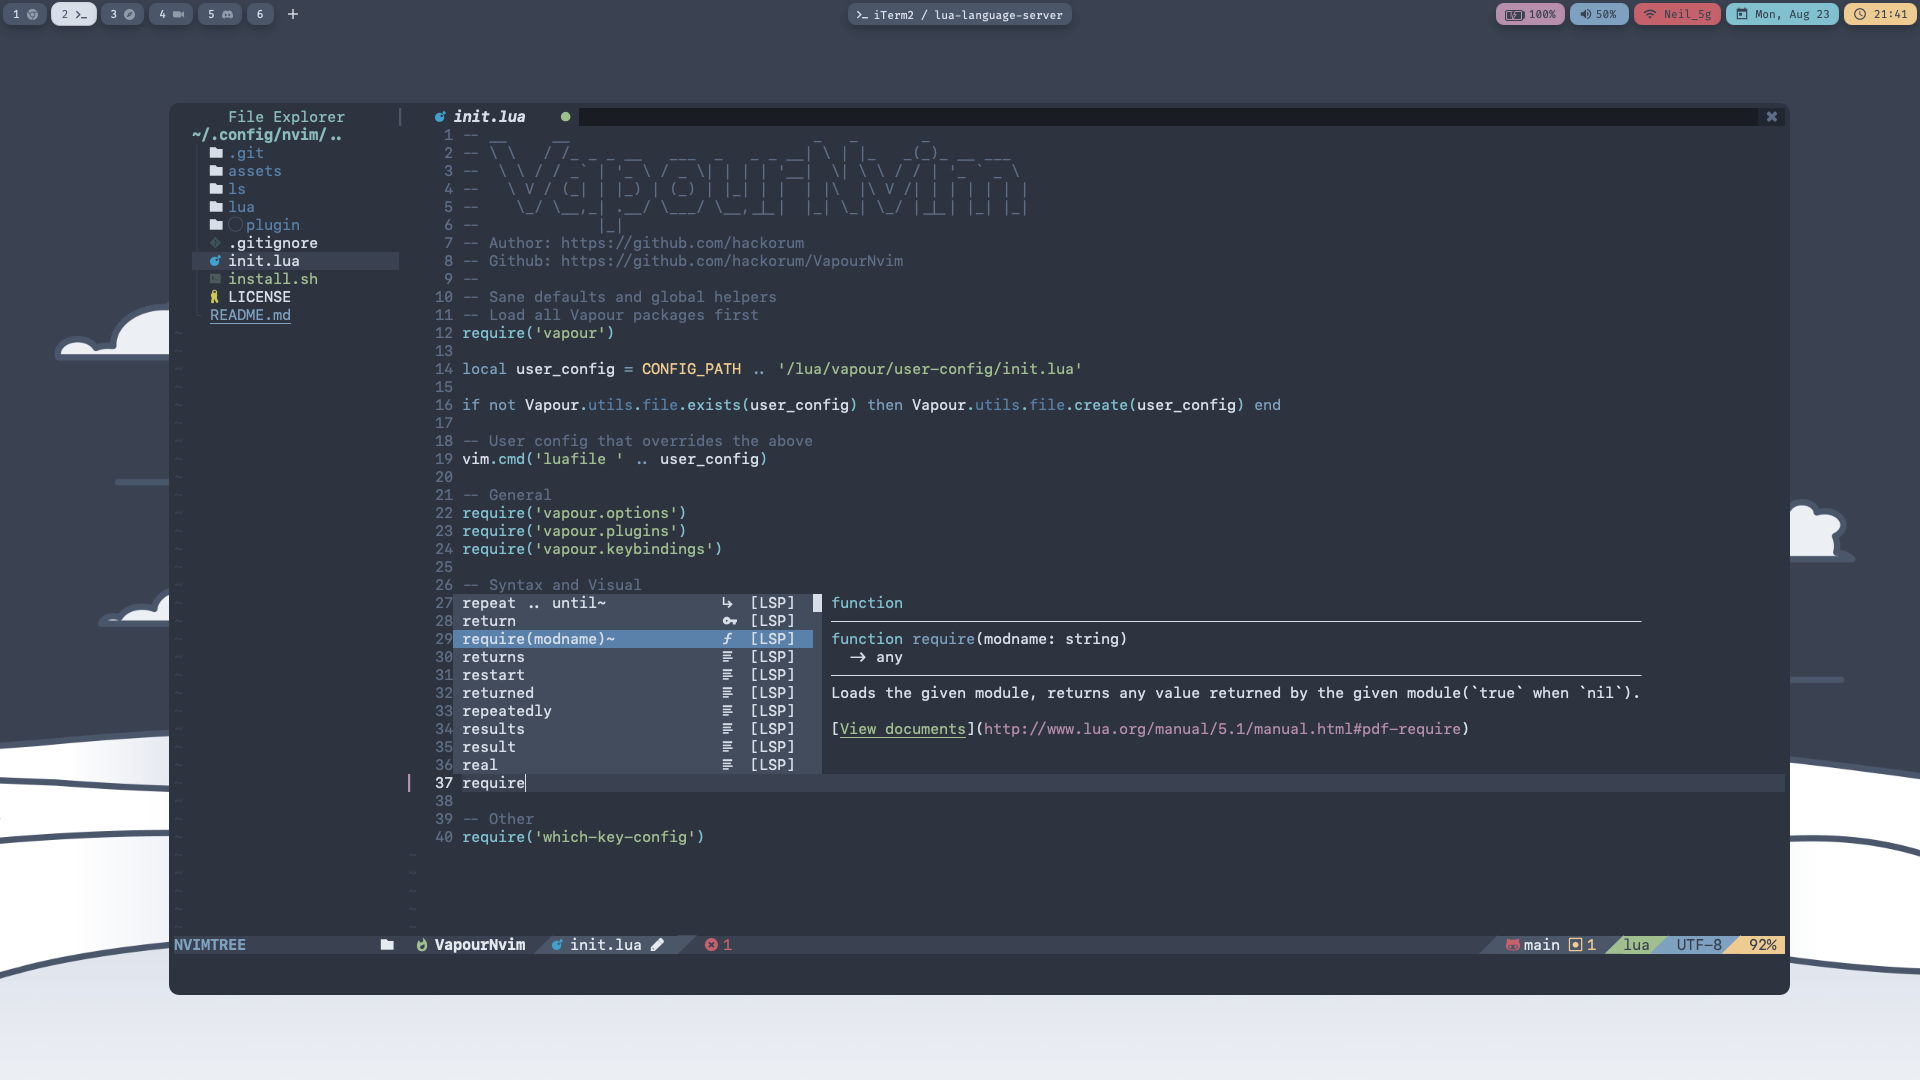 1 2 3 4 5 6 +
>_ iTerm2 / lua-language-server
100% 50% Neil_5g Mon, Aug 23 21:41
File Explorer
~/.config/nvim/..
.git
assets
ls
lua
plugin
.gitignore
init.lua
install.sh
LICENSE
README.md
init.lua
1 --
2 --
3 --
4 --
5 --
6 --
VapourNvim
7 -- Author: https://github.com/hackorum
8 -- Github: https://github.com/hackorum/VapourNvim
9 --
10 -- Sane defaults and global helpers
11 -- Load all Vapour packages first
12 require('vapour')
13
14 local user_config = CONFIG_PATH .. '/lua/vapour/user-config/init.lua'
15
16 if not Vapour.utils.file.exists(user_config) then Vapour.utils.file.create(user_config) end
17
18 -- User config that overrides the above
19 vim.cmd('luafile ' .. user_config)
20
21 -- General
22 require('vapour.options')
23 require('vapour.plugins')
24 require('vapour.keybindings')
25
26 -- Syntax and Visual
27 repeat .. until~ [LSP]
28 return [LSP]
29 require(modname)~ [LSP]
30 returns [LSP]
31 restart [LSP]
32 returned [LSP]
33 repeatedly [LSP]
34 results [LSP]
35 result [LSP]
36 real [LSP]
function
function require(modname: string)
-> any
Loads the given module, returns any value returned by the given module(`true` when `nil`).
[View documents](http://www.lua.org/manual/5.1/manual.html#pdf-require)
37 require
38
39 -- Other
40 require('which-key-config')
NVIMTREE VapourNvim init.lua 1 main 1 lua UTF-8 92%